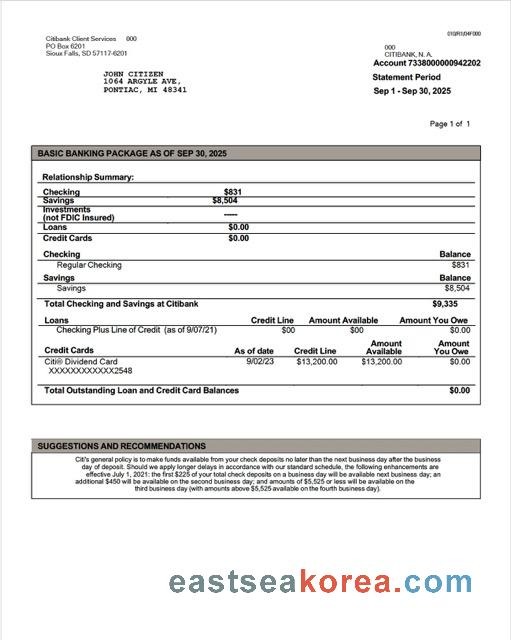 010/R1/04F000
Citibank Client Services 000
PO Box 6201
Sioux Falls, SD 57117-6201
000
CITIBANK, N. A.
Account 7338000000942202
Statement Period
Sep 1 - Sep 30, 2025
JOHN CITIZEN
1064 ARGYLE AVE,
PONTIAC, MI 48341
Page 1 of 1
BASIC BANKING PACKAGE AS OF SEP 30, 2025
Relationship Summary:
Checking $831
Savings $8,504
Investments -----
(not FDIC Insured)
Loans $0.00
Credit Cards $0.00
Checking Balance
Regular Checking $831
Savings Balance
Savings $8,504
Total Checking and Savings at Citibank $9,335
Loans Credit Line Amount Available Amount You Owe
Checking Plus Line of Credit (as of 9/07/21) $00 $00 $0.00
Credit Cards As of date Credit Line Amount Available Amount You Owe
Citi® Dividend Card 9/02/23 $13,200.00 $13,200.00 $0.00
XXXXXXXXXXXX2548
Total Outstanding Loan and Credit Card Balances $0.00
SUGGESTIONS AND RECOMMENDATIONS
Citi's general policy is to make funds available from your check deposits no later than the next business day after the business
day of deposit. Should we apply longer delays in accordance with our standard schedule, the following enhancements are
effective July 1, 2021: the first $225 of your total check deposits on a business day will be available next business day; an
additional $450 will be available on the second business day; and amounts of $5,525 or less will be available on the
third business day (with amounts above $5,525 available on the fourth business day).
eastseakorea.com